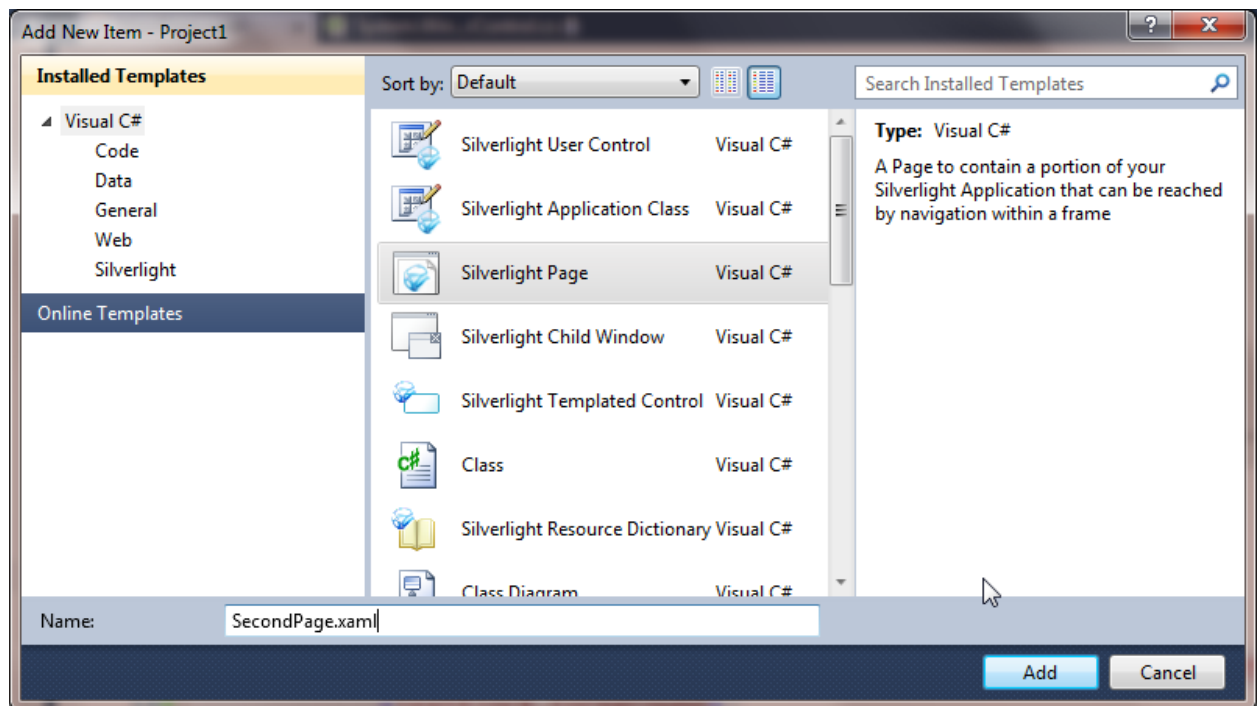 Add New Item - Project1
Installed Templates
Visual C#
Code
Data
General
Web
Silverlight
Online Templates
Sort by: Default
Silverlight User Control Visual C#
Silverlight Application Class Visual C#
Silverlight Page Visual C#
Silverlight Child Window Visual C#
Silverlight Templated Control Visual C#
Class Visual C#
Silverlight Resource Dictionary Visual C#
Class Diagram Visual C#
Search Installed Templates
Type: Visual C#
A Page to contain a portion of your
Silverlight Application that can be reached
by navigation within a frame
Name: SecondPage.xaml
Add Cancel